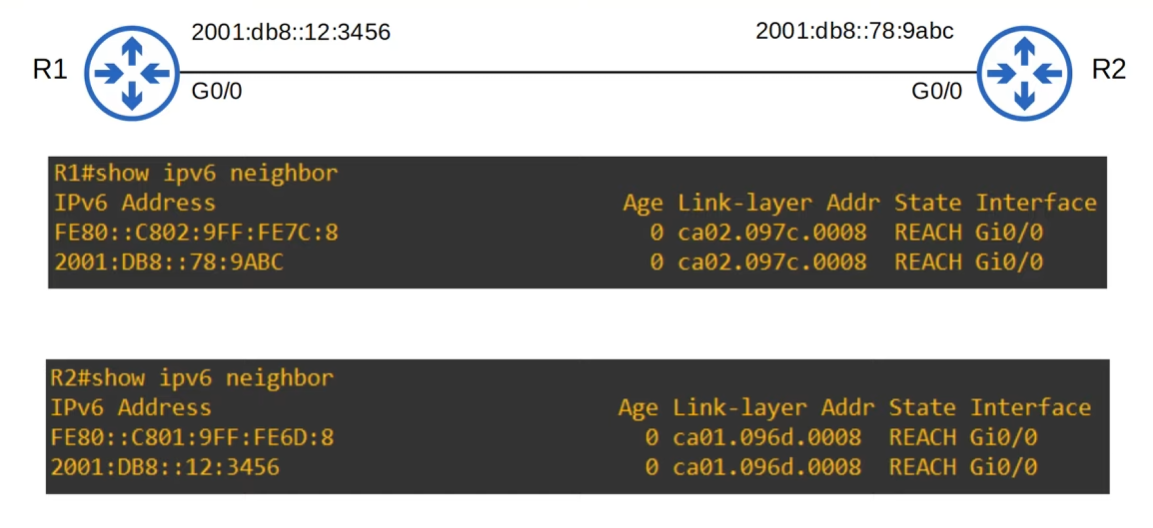 2001:db8::12:3456
2001:db8::78:9abc
R1
R2
G0/0
G0/0
R1#show ipv6 neighbor
IPv6 Address Age Link-layer Addr State Interface
FE80::C802:9FF:FE7C:8 0 ca02.097c.0008 REACH Gi0/0
2001:DB8::78:9ABC 0 ca02.097c.0008 REACH Gi0/0
R2#show ipv6 neighbor
IPv6 Address Age Link-layer Addr State Interface
FE80::C801:9FF:FE6D:8 0 ca01.096d.0008 REACH Gi0/0
2001:DB8::12:3456 0 ca01.096d.0008 REACH Gi0/0